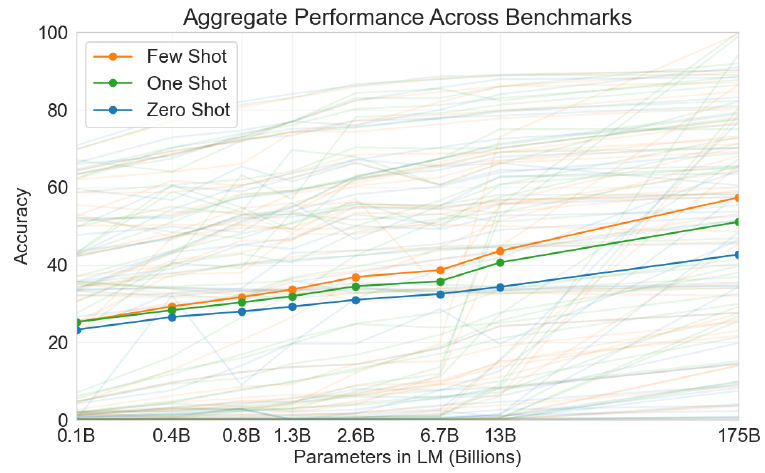 Aggregate Performance Across Benchmarks
100
80
60
40
20
0
Accuracy
Few Shot
One Shot
Zero Shot
0.1B 0.4B 0.8B 1.3B 2.6B 6.7B 13B 175B
Parameters in LM (Billions)